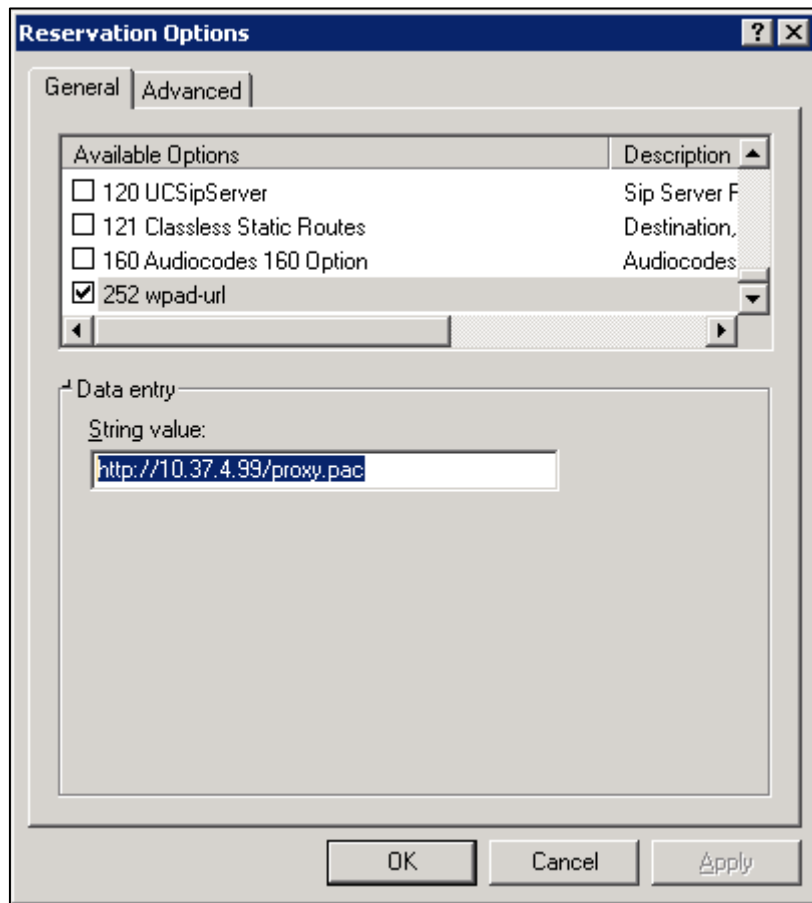 Reservation Options
General Advanced
Available Options Description
120 UCSipServer Sip Server F
121 Classless Static Routes Destination,
160 Audiocodes 160 Option Audiocodes
252 wpad-url
Data entry
String value:
http://10.37.4.99/proxy.pac
OK Cancel Apply